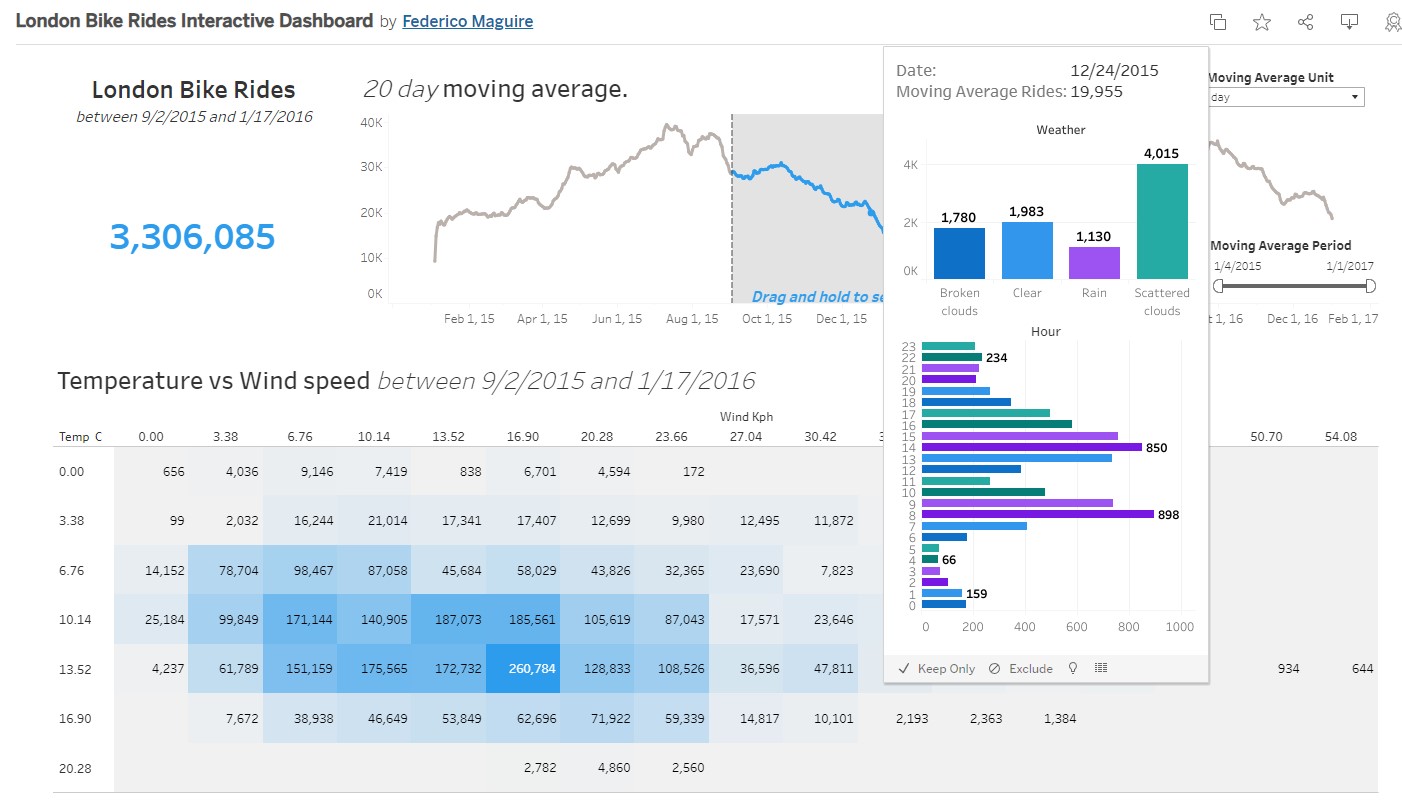 London Bike Rides Interactive Dashboard by Federico Maguire
London Bike Rides
between 9/2/2015 and 1/17/2016
3,306,085
20 day moving average.
40K
30K
20K
10K
0K
Drag and hold to se
Feb 1, 15 Apr 1, 15 Jun 1, 15 Aug 1, 15 Oct 1, 15 Dec 1, 15 t 1, 16 Dec 1, 16 Feb 1, 17
Moving Average Unit
day
Moving Average Period
1/4/2015 1/1/2017
Date: 12/24/2015
Moving Average Rides: 19,955
Weather
4K
2K
0K
1,780 1,983 1,130 4,015
Broken clouds Clear Rain Scattered clouds
Hour
23
22 234
21
20
19
18
17
16
15
14 850
13
12
11
10
9
8 898
7
6
5
4 66
3
2
1 159
0
0 200 400 600 800 1000
Keep Only Exclude
Temperature vs Wind speed between 9/2/2015 and 1/17/2016
Wind Kph
Temp C 0.00 3.38 6.76 10.14 13.52 16.90 20.28 23.66 27.04 30.42 3 50.70 54.08
0.00 656 4,036 9,146 7,419 838 6,701 4,594 172
3.38 99 2,032 16,244 21,014 17,341 17,407 12,699 9,980 12,495 11,872
6.76 14,152 78,704 98,467 87,058 45,684 58,029 43,826 32,365 23,690 7,823
10.14 25,184 99,849 171,144 140,905 187,073 185,561 105,619 87,043 17,571 23,646
13.52 4,237 61,789 151,159 175,565 172,732 260,784 128,833 108,526 36,596 47,811 934 644
16.90 7,672 38,938 46,649 53,849 62,696 71,922 59,339 14,817 10,101 2,193 2,363 1,384
20.28 2,782 4,860 2,560